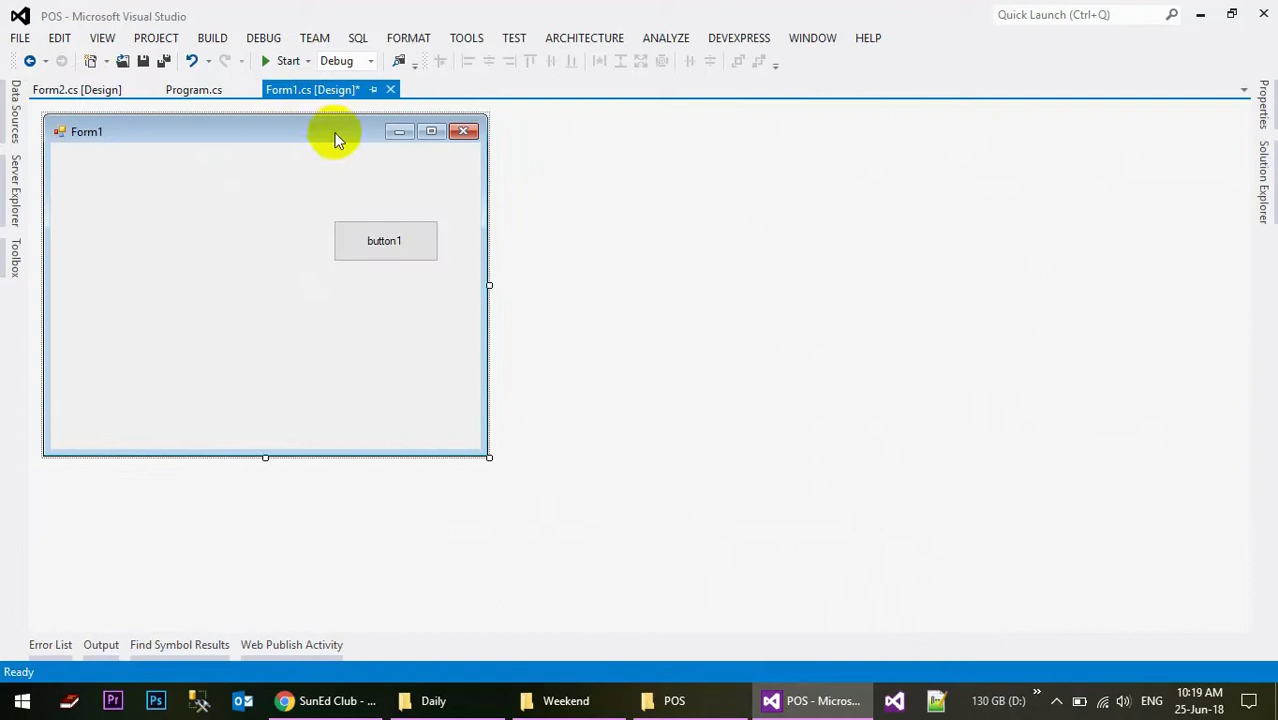 POS - Microsoft Visual Studio
Quick Launch (Ctrl+Q)
FILE EDIT VIEW PROJECT BUILD DEBUG TEAM SQL FORMAT TOOLS TEST ARCHITECTURE ANALYZE DEVEXPRESS WINDOW HELP
Start Debug
Form2.cs [Design] Program.cs Form1.cs [Design]*
Data Sources
Server Explorer
Toolbox
Form1
button1
Properties
Solution Explorer
Error List Output Find Symbol Results Web Publish Activity
Ready
Pr Ps SunEd Club - ... Daily Weekend POS POS - Micros... 130 GB (D:) ENG 10:19 AM
25-Jun-18